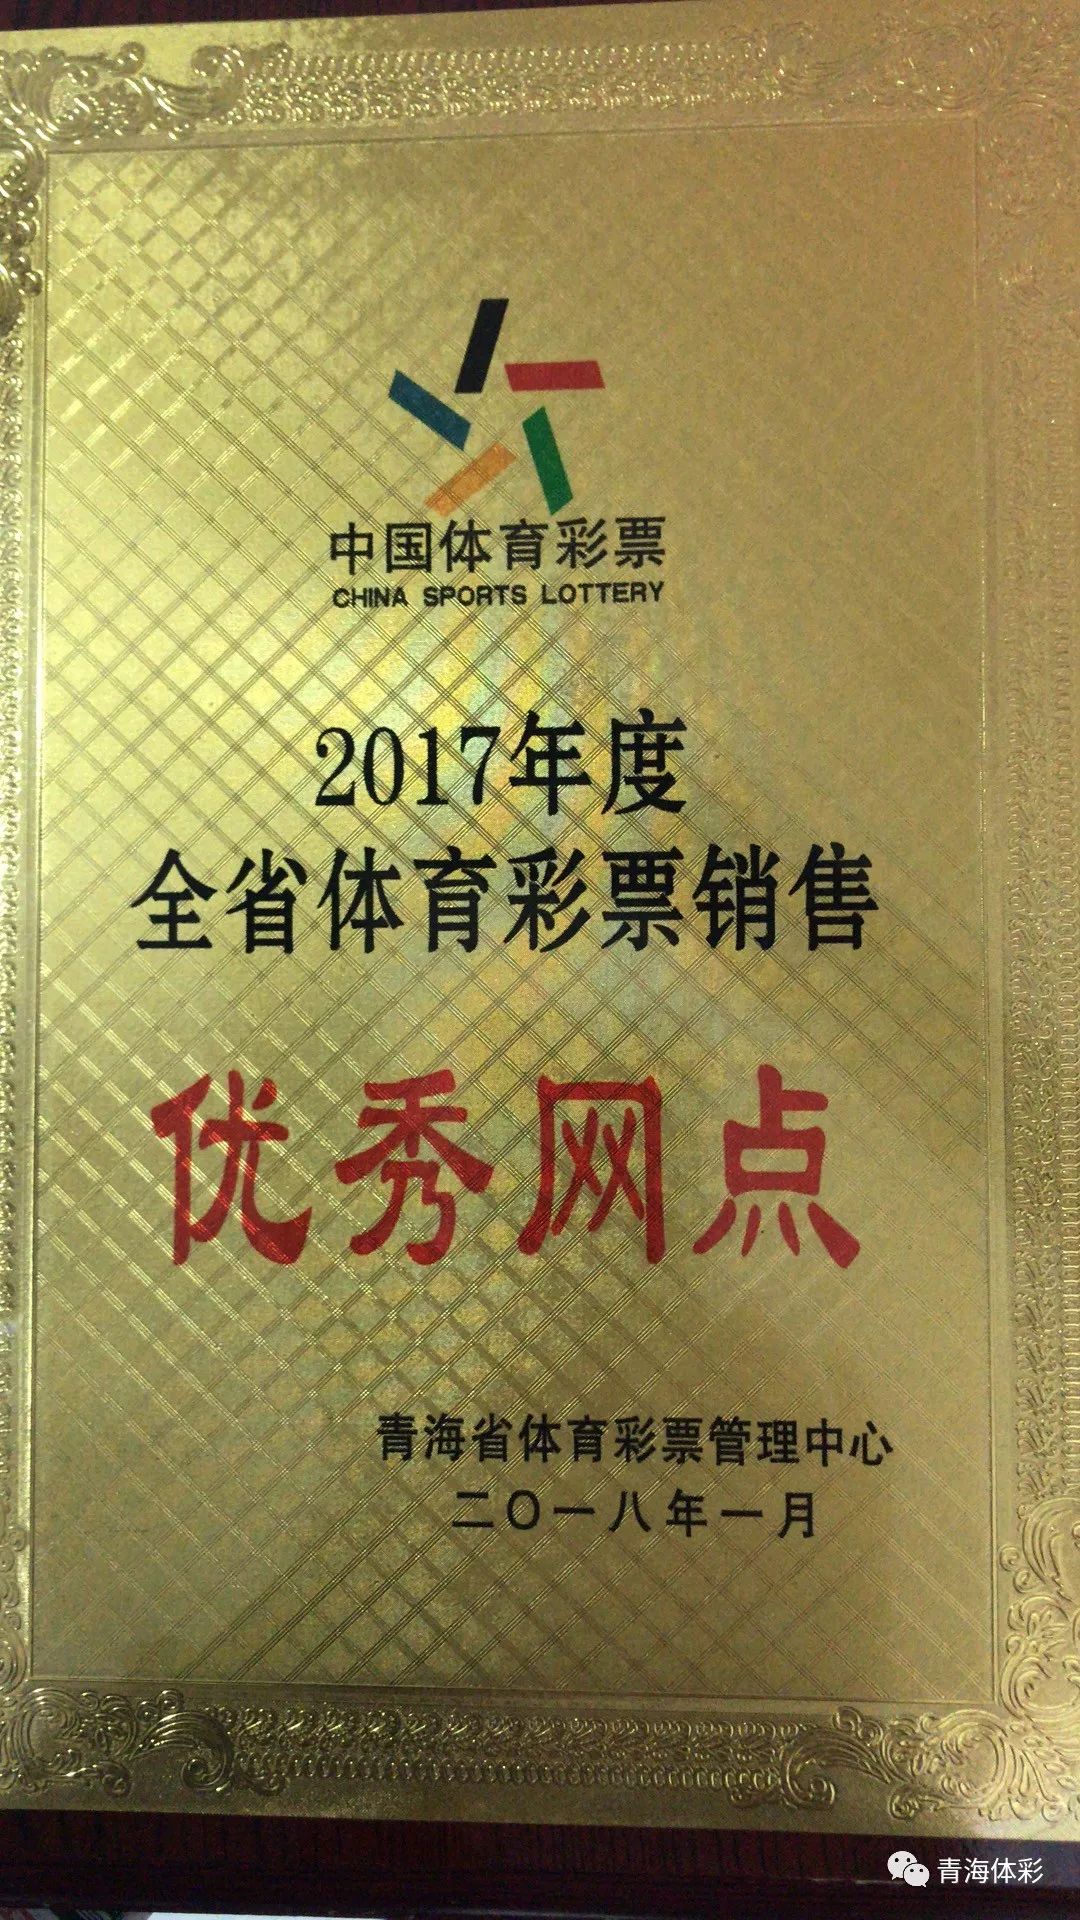 中国体育彩票
CHINA SPORTS LOTTERY
2017年度
全省体育彩票销售
优秀网点
青海省体育彩票管理中心
二〇一八年一月
青海体彩